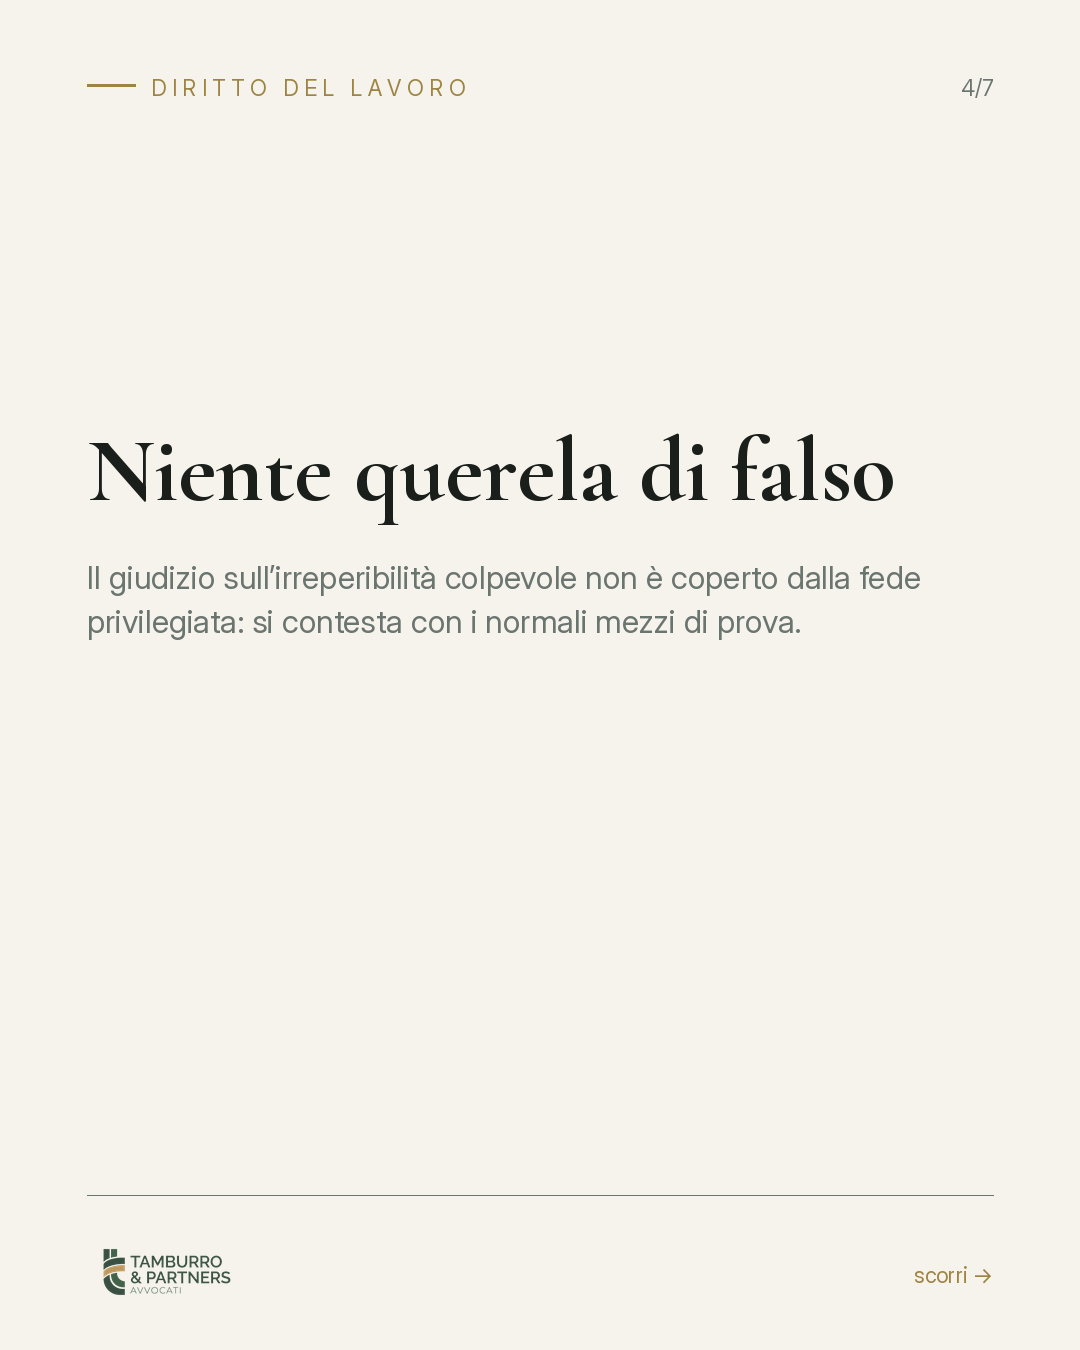 DIRITTO DEL LAVORO
4/7
Niente querela di falso
Il giudizio sull’irreperibilità colpevole non è coperto dalla fede
privilegiata: si contesta con i normali mezzi di prova.
TAMBURRO
& PARTNERS
AVVOCATI
scorri →